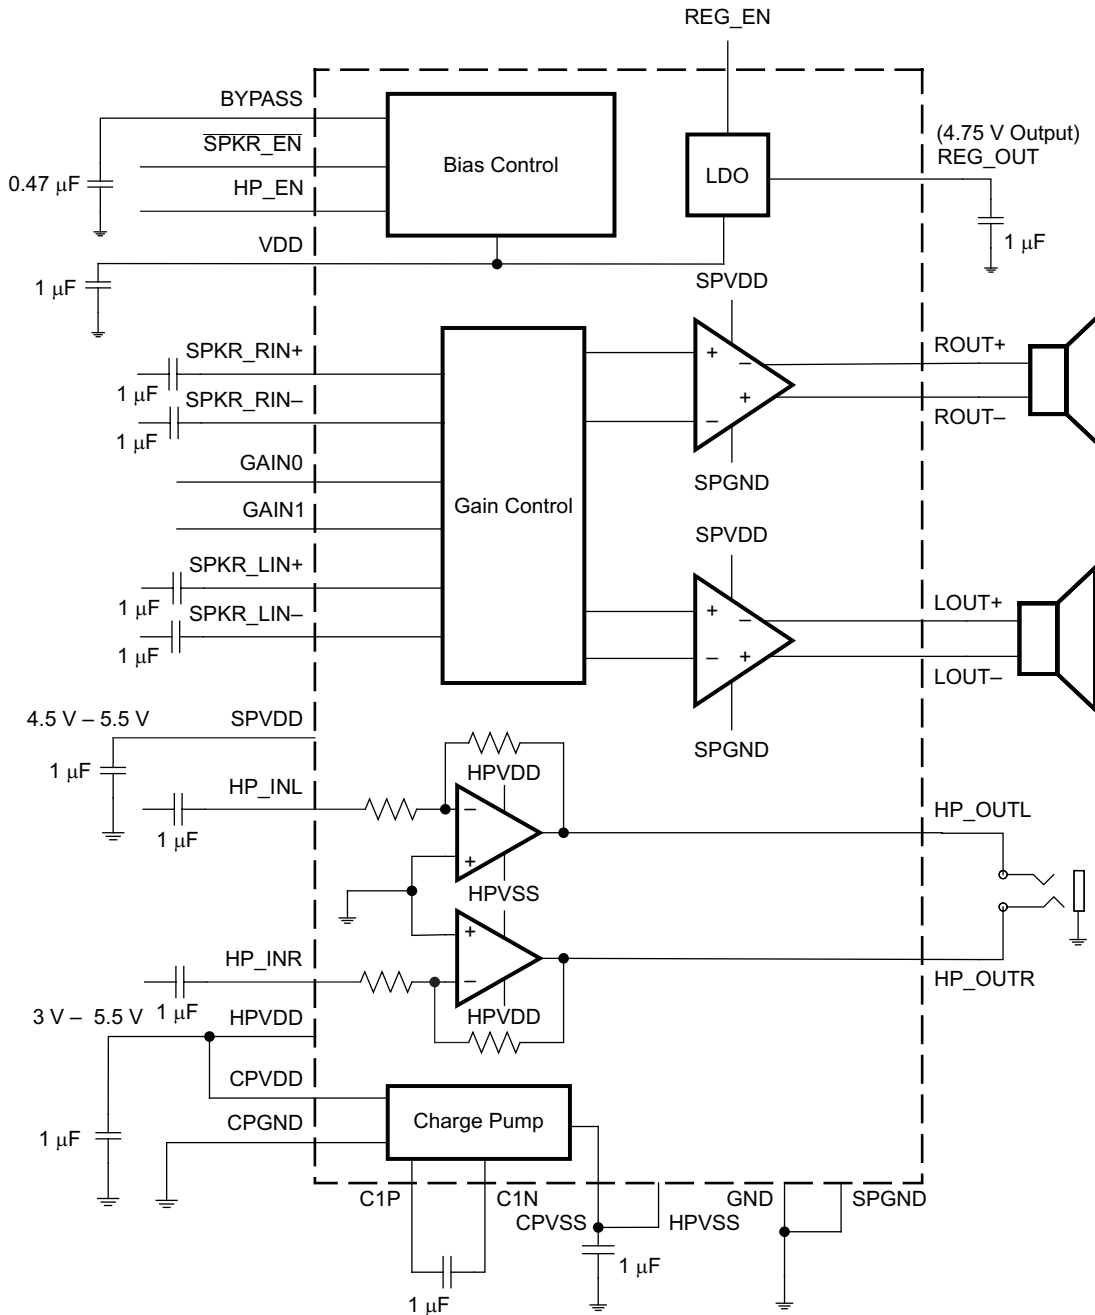 REG_EN
BYPASS
SPKR_EN
Bias Control
(4.75 V Output)
REG_OUT
LDO
0.47 μF
HP_EN
VDD
1 μF
1 μF
SPVDD
SPKR_RIN+
+
–
ROUT+
1 μF
SPKR_RIN–
+
–
ROUT–
1 μF
GAIN0
SPGND
Gain Control
GAIN1
SPVDD
SPKR_LIN+
1 μF
SPKR_LIN–
+
–
LOUT+
1 μF
–
+
LOUT–
4.5 V – 5.5 V
SPVDD
SPGND
1 μF
HPVDD
HP_INL
–
HP_OUTL
1 μF
+
HPVSS
+
HP_INR
–
HP_OUTR
1 μF
3 V – 5.5 V
HPVDD
HPVDD
CPVDD
CPGND
Charge Pump
1 μF
C1P
C1N
GND
SPGND
CPVSS
HPVSS
1 μF
1 μF